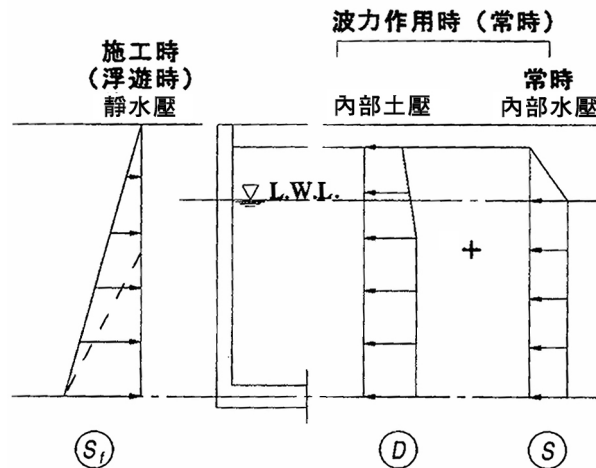 波力作用時（常時）
施工時
(浮遊時)
靜水壓
內部土壓
常時
內部水壓
L.W.L.
+
Sf
D
S